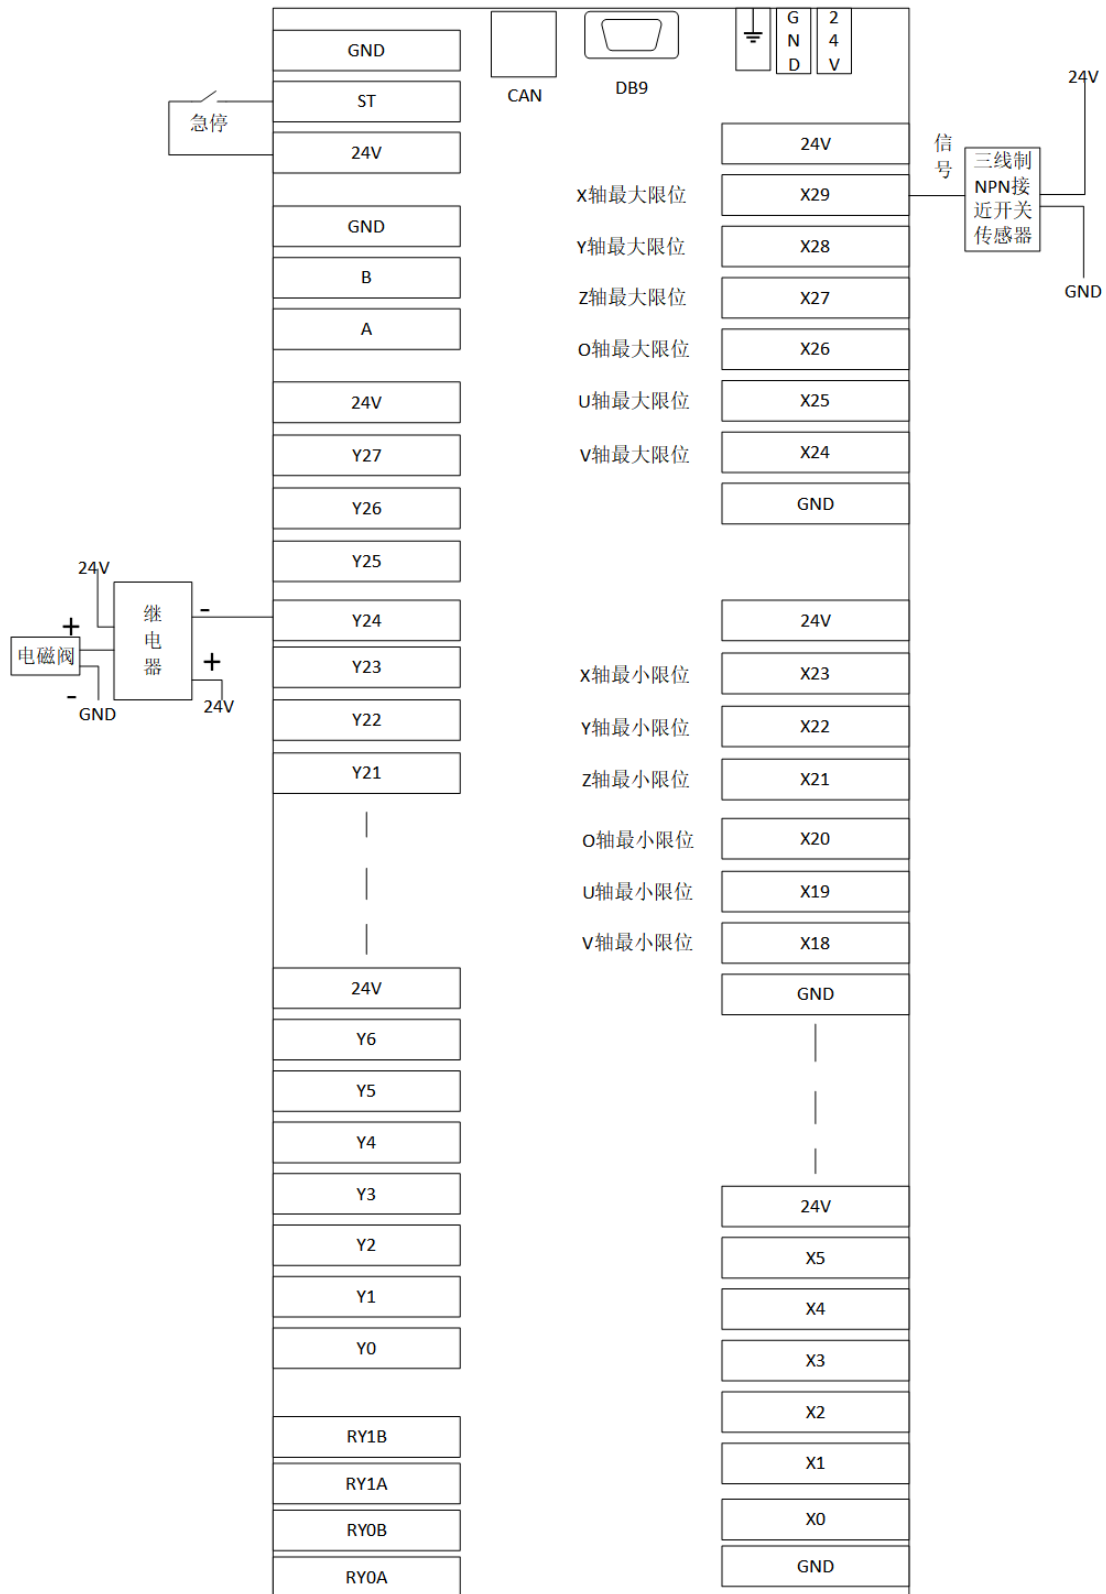 GND
ST
24V
急停
GND
B
A
24V
Y27
Y26
Y25
Y24
Y23
Y22
Y21
24V
继电器
-
+
24V
电磁阀
+
-
GND
24V
Y6
Y5
Y4
Y3
Y2
Y1
Y0
RY1B
RY1A
RY0B
RY0A
CAN
DB9
GND
24V
24V
X轴最大限位
X29
Y轴最大限位
X28
Z轴最大限位
X27
O轴最大限位
X26
U轴最大限位
X25
V轴最大限位
X24
GND
信号
三线制
NPN接
近开关
传感器
24V
GND
24V
X轴最小限位
X23
Y轴最小限位
X22
Z轴最小限位
X21
O轴最小限位
X20
U轴最小限位
X19
V轴最小限位
X18
GND
24V
X5
X4
X3
X2
X1
X0
GND